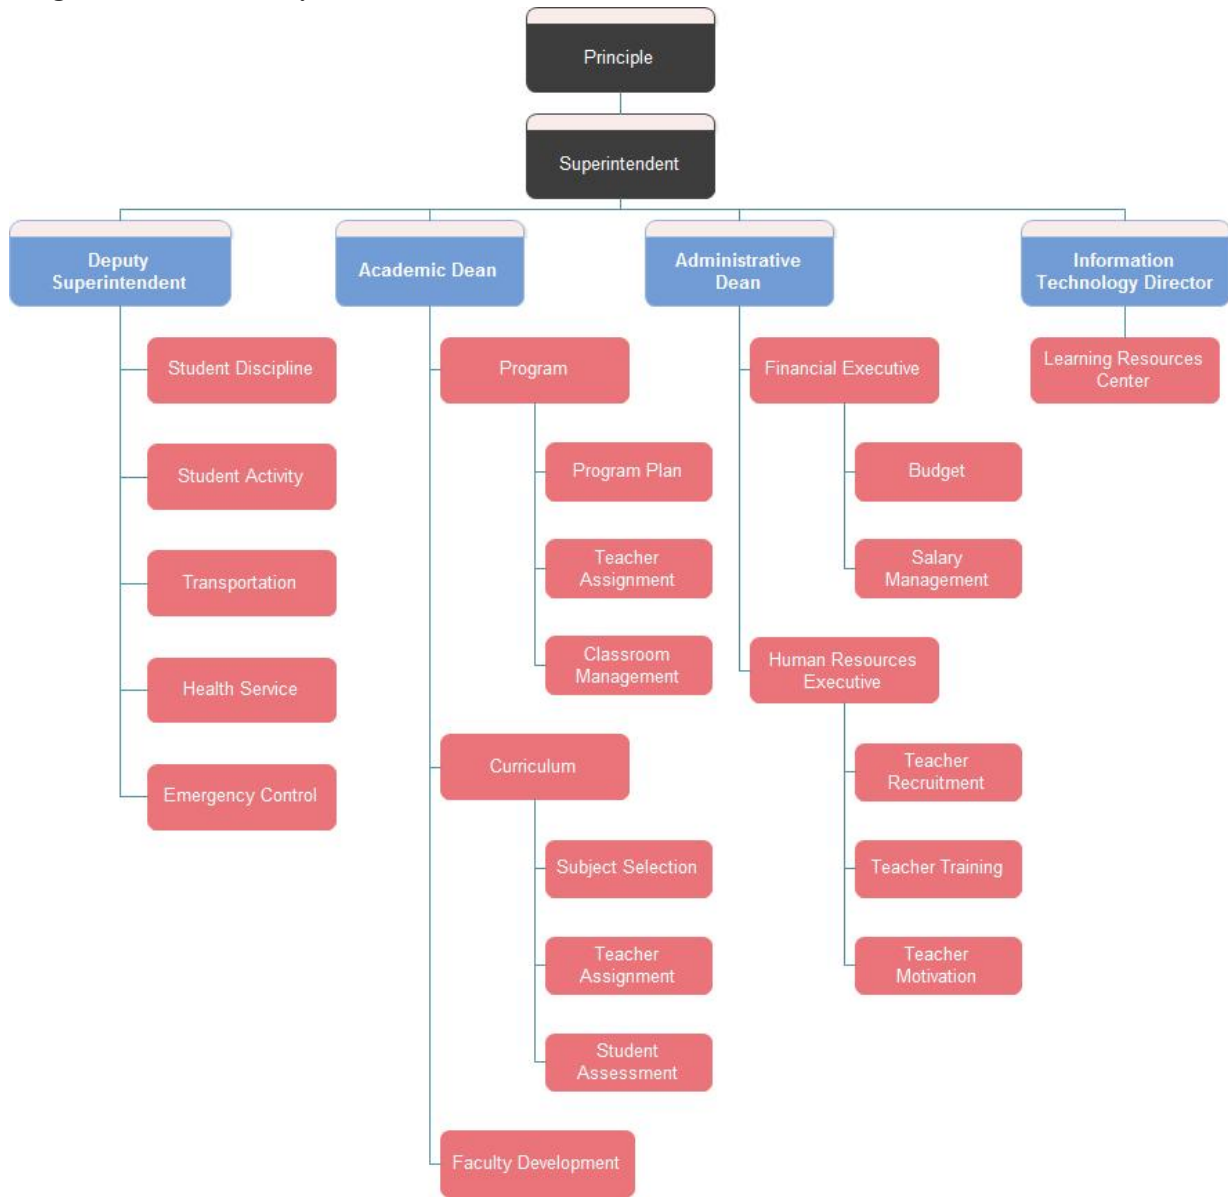 Principle
Superintendent
Deputy
Superintendent
Academic Dean
Administrative
Dean
Information
Technology Director
Student Discipline
Student Activity
Transportation
Health Service
Emergency Control
Program
Program Plan
Teacher
Assignment
Classroom
Management
Curriculum
Subject Selection
Teacher
Assignment
Student
Assessment
Faculty Development
Financial Executive
Budget
Salary
Management
Human Resources
Executive
Teacher
Recruitment
Teacher Training
Teacher
Motivation
Learning Resources
Center